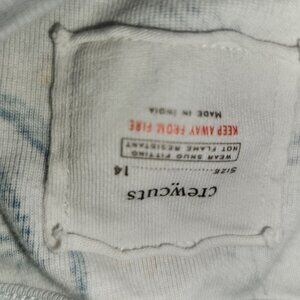 crewcuts
SIZE 14
WEAR SNUG FITTING
NOT FLAME RESISTANT
KEEP AWAY FROM FIRE
MADE IN INDIA